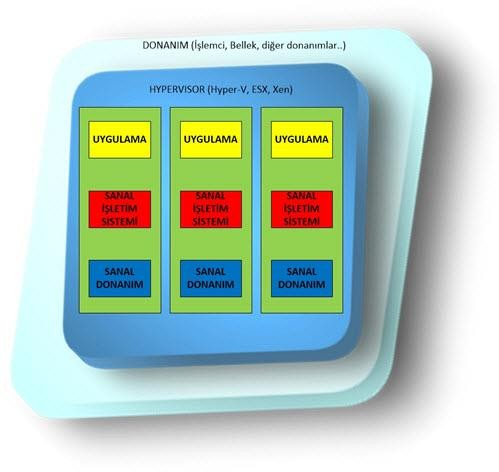 DONANIM (İşlemci, Bellek, diğer donanımlar..)
HYPERVISOR (Hyper-V, ESX, Xen)
UYGULAMA
SANAL
İŞLETİM
SİSTEMİ
SANAL
DONANIM
UYGULAMA
SANAL
İŞLETİM
SİSTEMİ
SANAL
DONANIM
UYGULAMA
SANAL
İŞLETİM
SİSTEMİ
SANAL
DONANIM